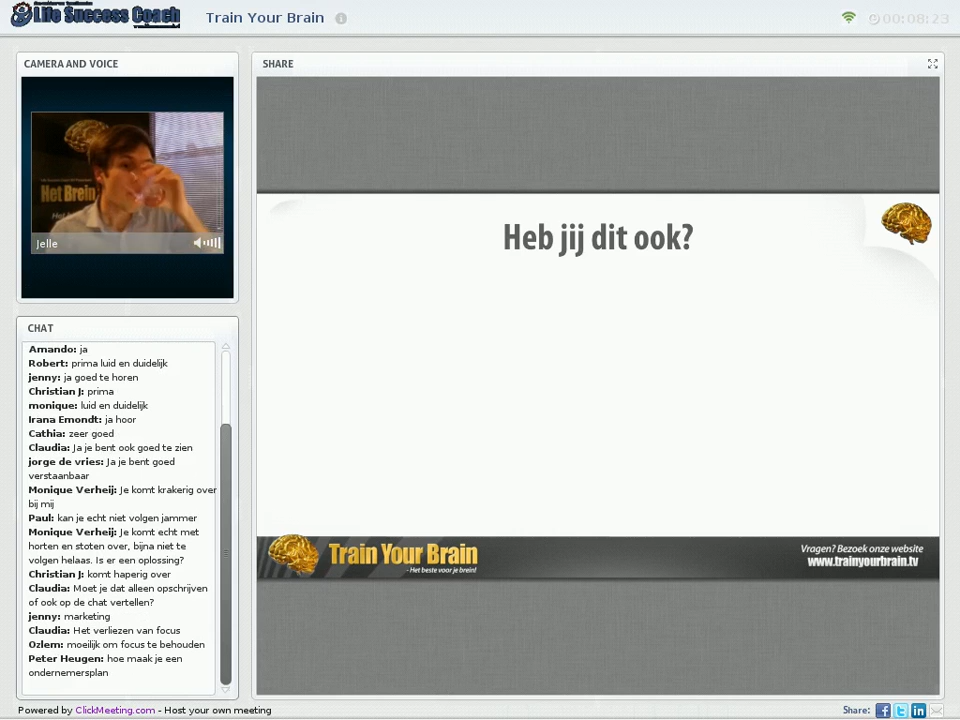 Life Success Coach
Train Your Brain
00:08:23
CAMERA AND VOICE
Het Brein
Jelle
CHAT
Amando: ja
Robert: prima luid en duidelijk
jenny: ja goed te horen
Christian J: prima
monique: luid en duidelijk
Irana Emondt: ja hoor
Cathia: zeer goed
Claudia: Ja je bent ook goed te zien
jorge de vries: Ja je bent goed
verstaanbaar
Monique Verheij: Je komt krakerig over
bij mij
Paul: kan je echt niet volgen jammer
Monique Verheij: Je komt echt met
horten en stoten over, bijna niet te
volgen helaas. Is er een oplossing?
Christian J: komt haperig over
Claudia: Moet je dat alleen opschrijven
of ook op de chat vertellen?
jenny: marketing
Claudia: Het verliezen van focus
Ozlem: moeilijk om focus te behouden
Peter Heugen: hoe maak je een
ondernemersplan
SHARE
Heb jij dit ook?
Train Your Brain
- Het beste voor je brein!
Vragen? Bezoek onze website
www.trainyourbrain.tv
Powered by ClickMeeting.com - Host your own meeting
Share: